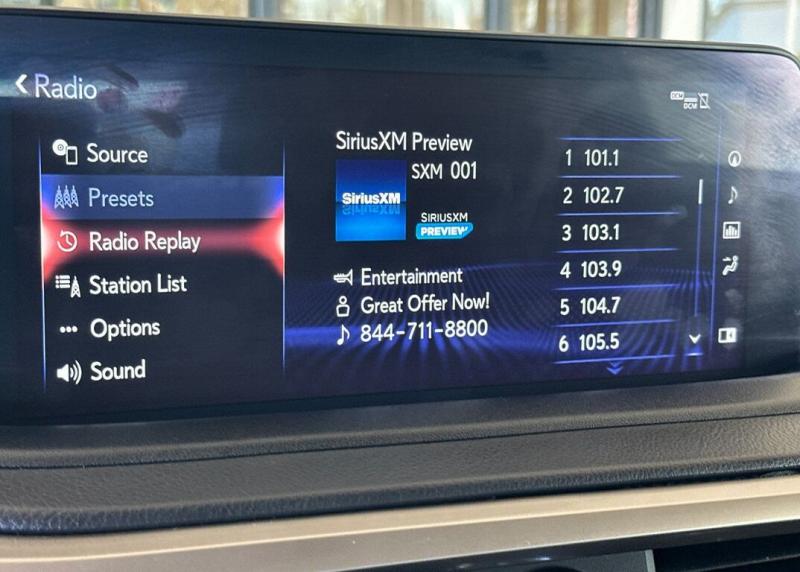 Radio
DCM
DCM
Source
Presets
Radio Replay
Station List
Options
Sound
SiriusXM Preview
SXM 001
SiriusXM
SIRIUSXM
PREVIEW
Entertainment
Great Offer Now!
844-711-8800
1 101.1
2 102.7
3 103.1
4 103.9
5 104.7
6 105.5